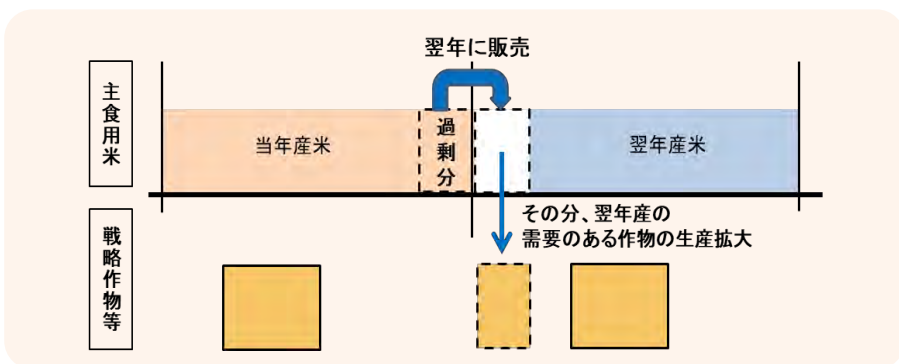 翌年に販売
主食用米
当年産米
過剰分
翌年産米
その分、翌年産の
需要のある作物の生産拡大
戦略作物等